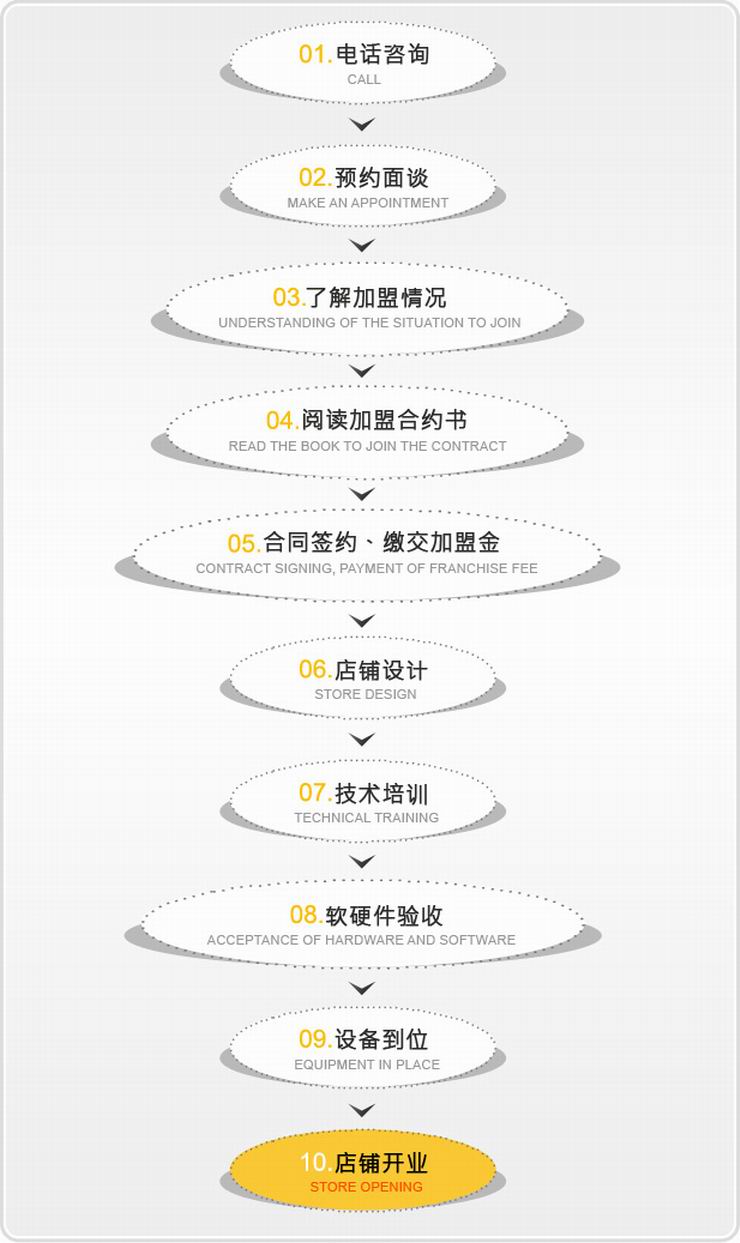 01.电话咨询
CALL
02.预约面谈
MAKE AN APPOINTMENT
03.了解加盟情况
UNDERSTANDING OF THE SITUATION TO JOIN
04.阅读加盟合约书
READ THE BOOK TO JOIN THE CONTRACT
05.合同签约、缴交加盟金
CONTRACT SIGNING, PAYMENT OF FRANCHISE FEE
06.店铺设计
STORE DESIGN
07.技术培训
TECHNICAL TRAINING
08.软硬件验收
ACCEPTANCE OF HARDWARE AND SOFTWARE
09.设备到位
EQUIPMENT IN PLACE
10.店铺开业
STORE OPENING